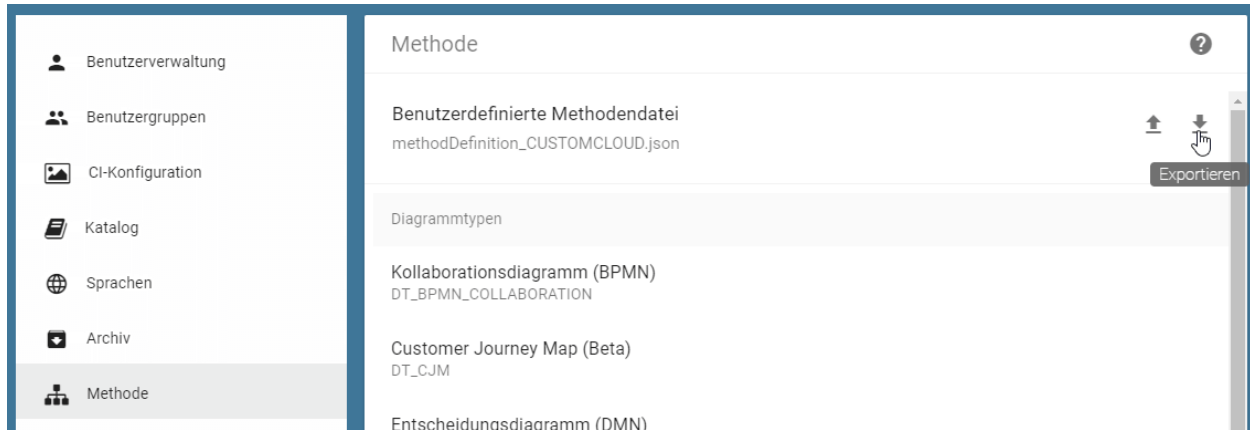 Benutzerverwaltung
Benutzergruppen
CI-Konfiguration
Katalog
Sprachen
Archiv
Methode
Methode
Benutzerdefinierte Methodendatei
methodDefinition_CUSTOMCLOUD.json
Exportieren
Diagrammtypen
Kollaborationsdiagramm (BPMN)
DT_BPMN_COLLABORATION
Customer Journey Map (Beta)
DT_CJM
Entscheidungsdiagramm (DMN)